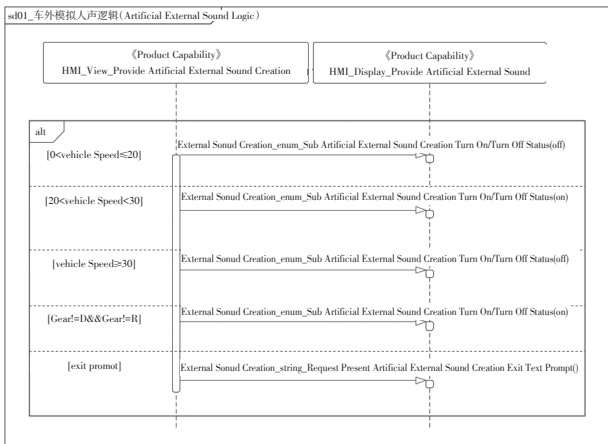 sd01_车外模拟人声逻辑(Artificial External Sound Logic)
《Product Capability》
HMI_View_Provide Artificial External Sound Creation
《Product Capability》
HMI_Display_Provide Artificial External Sound
alt
[0<vehicle Speed≤20]
External Sonud Creation_enum_Sub Artificial External Sound Creation Turn On/Turn Off Status(off)
[20<vehicle Speed<30]
External Sonud Creation_enum_Sub Artificial External Sound Creation Turn On/Turn Off Status(on)
[vehicle Speed≥30]
External Sonud Creation_enum_Sub Artificial External Sound Creation Turn On/Turn Off Status(off)
[Gear!=D&&Gear!=R]
External Sonud Creation_enum_Sub Artificial External Sound Creation Turn On/Turn Off Status(on)
[exit promot]
External Sonud Creation_string_Request Present Artificial External Sound Creation Exit Text Prompt()